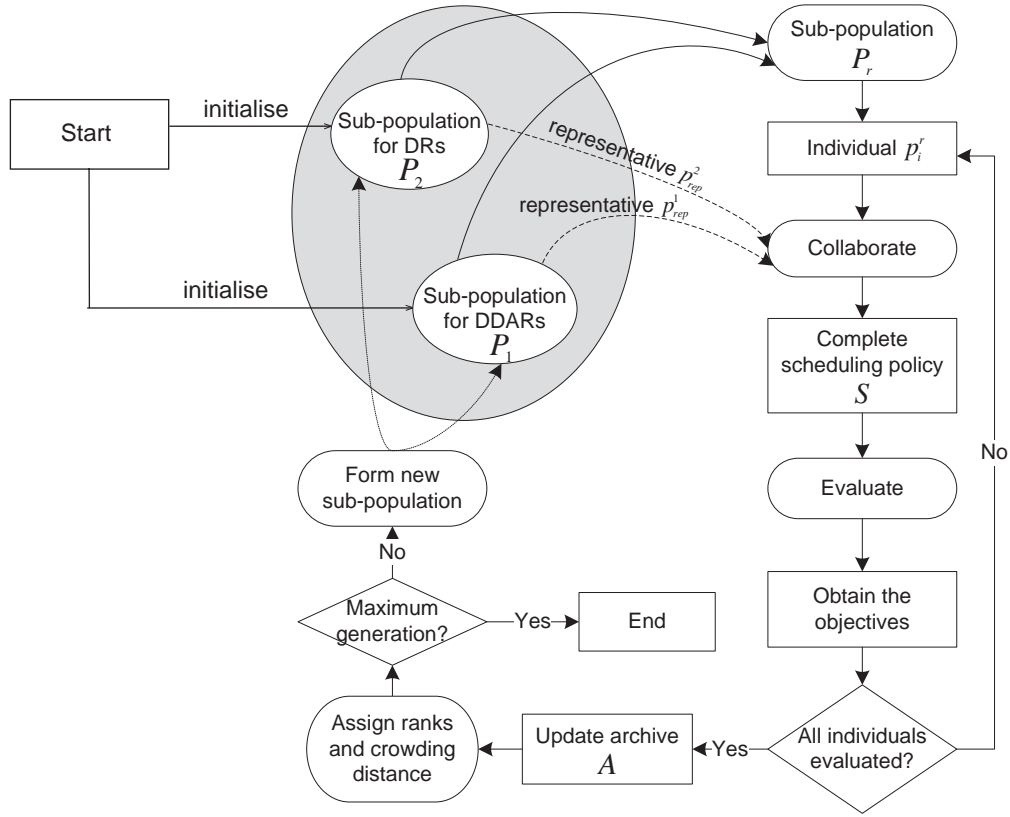 Start
initialise
initialise
Sub-population
for DRs
P₂
Sub-population
for DDARs
P₁
representative p²ᵣₑₚ
representative p¹ᵣₑₚ
Sub-population
Pᵣ
Individual pᵢʳ
Collaborate
Complete
scheduling policy
S
Evaluate
Obtain the
objectives
All individuals
evaluated?
No
Yes
Update archive
A
Assign ranks
and crowding
distance
Maximum
generation?
Yes
End
No
Form new
sub-population